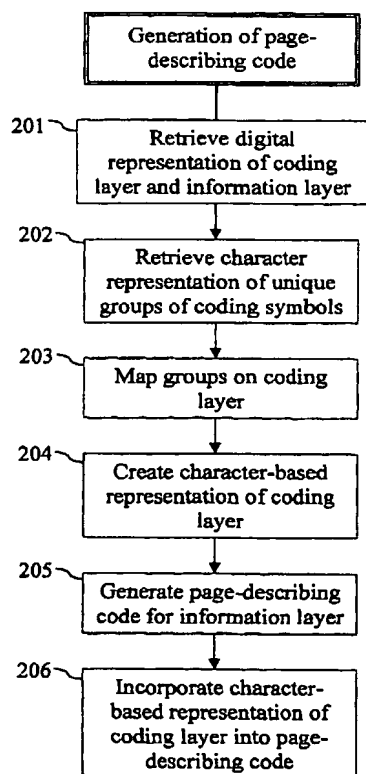 Generation of page-
describing code
201
Retrieve digital
representation of coding
layer and information layer
202
Retrieve character
representation of unique
groups of coding symbols
203
Map groups on coding
layer
204
Create character-based
representation of coding
layer
205
Generate page-describing
code for information layer
206
Incorporate character-
based representation of
coding layer into page-
describing code